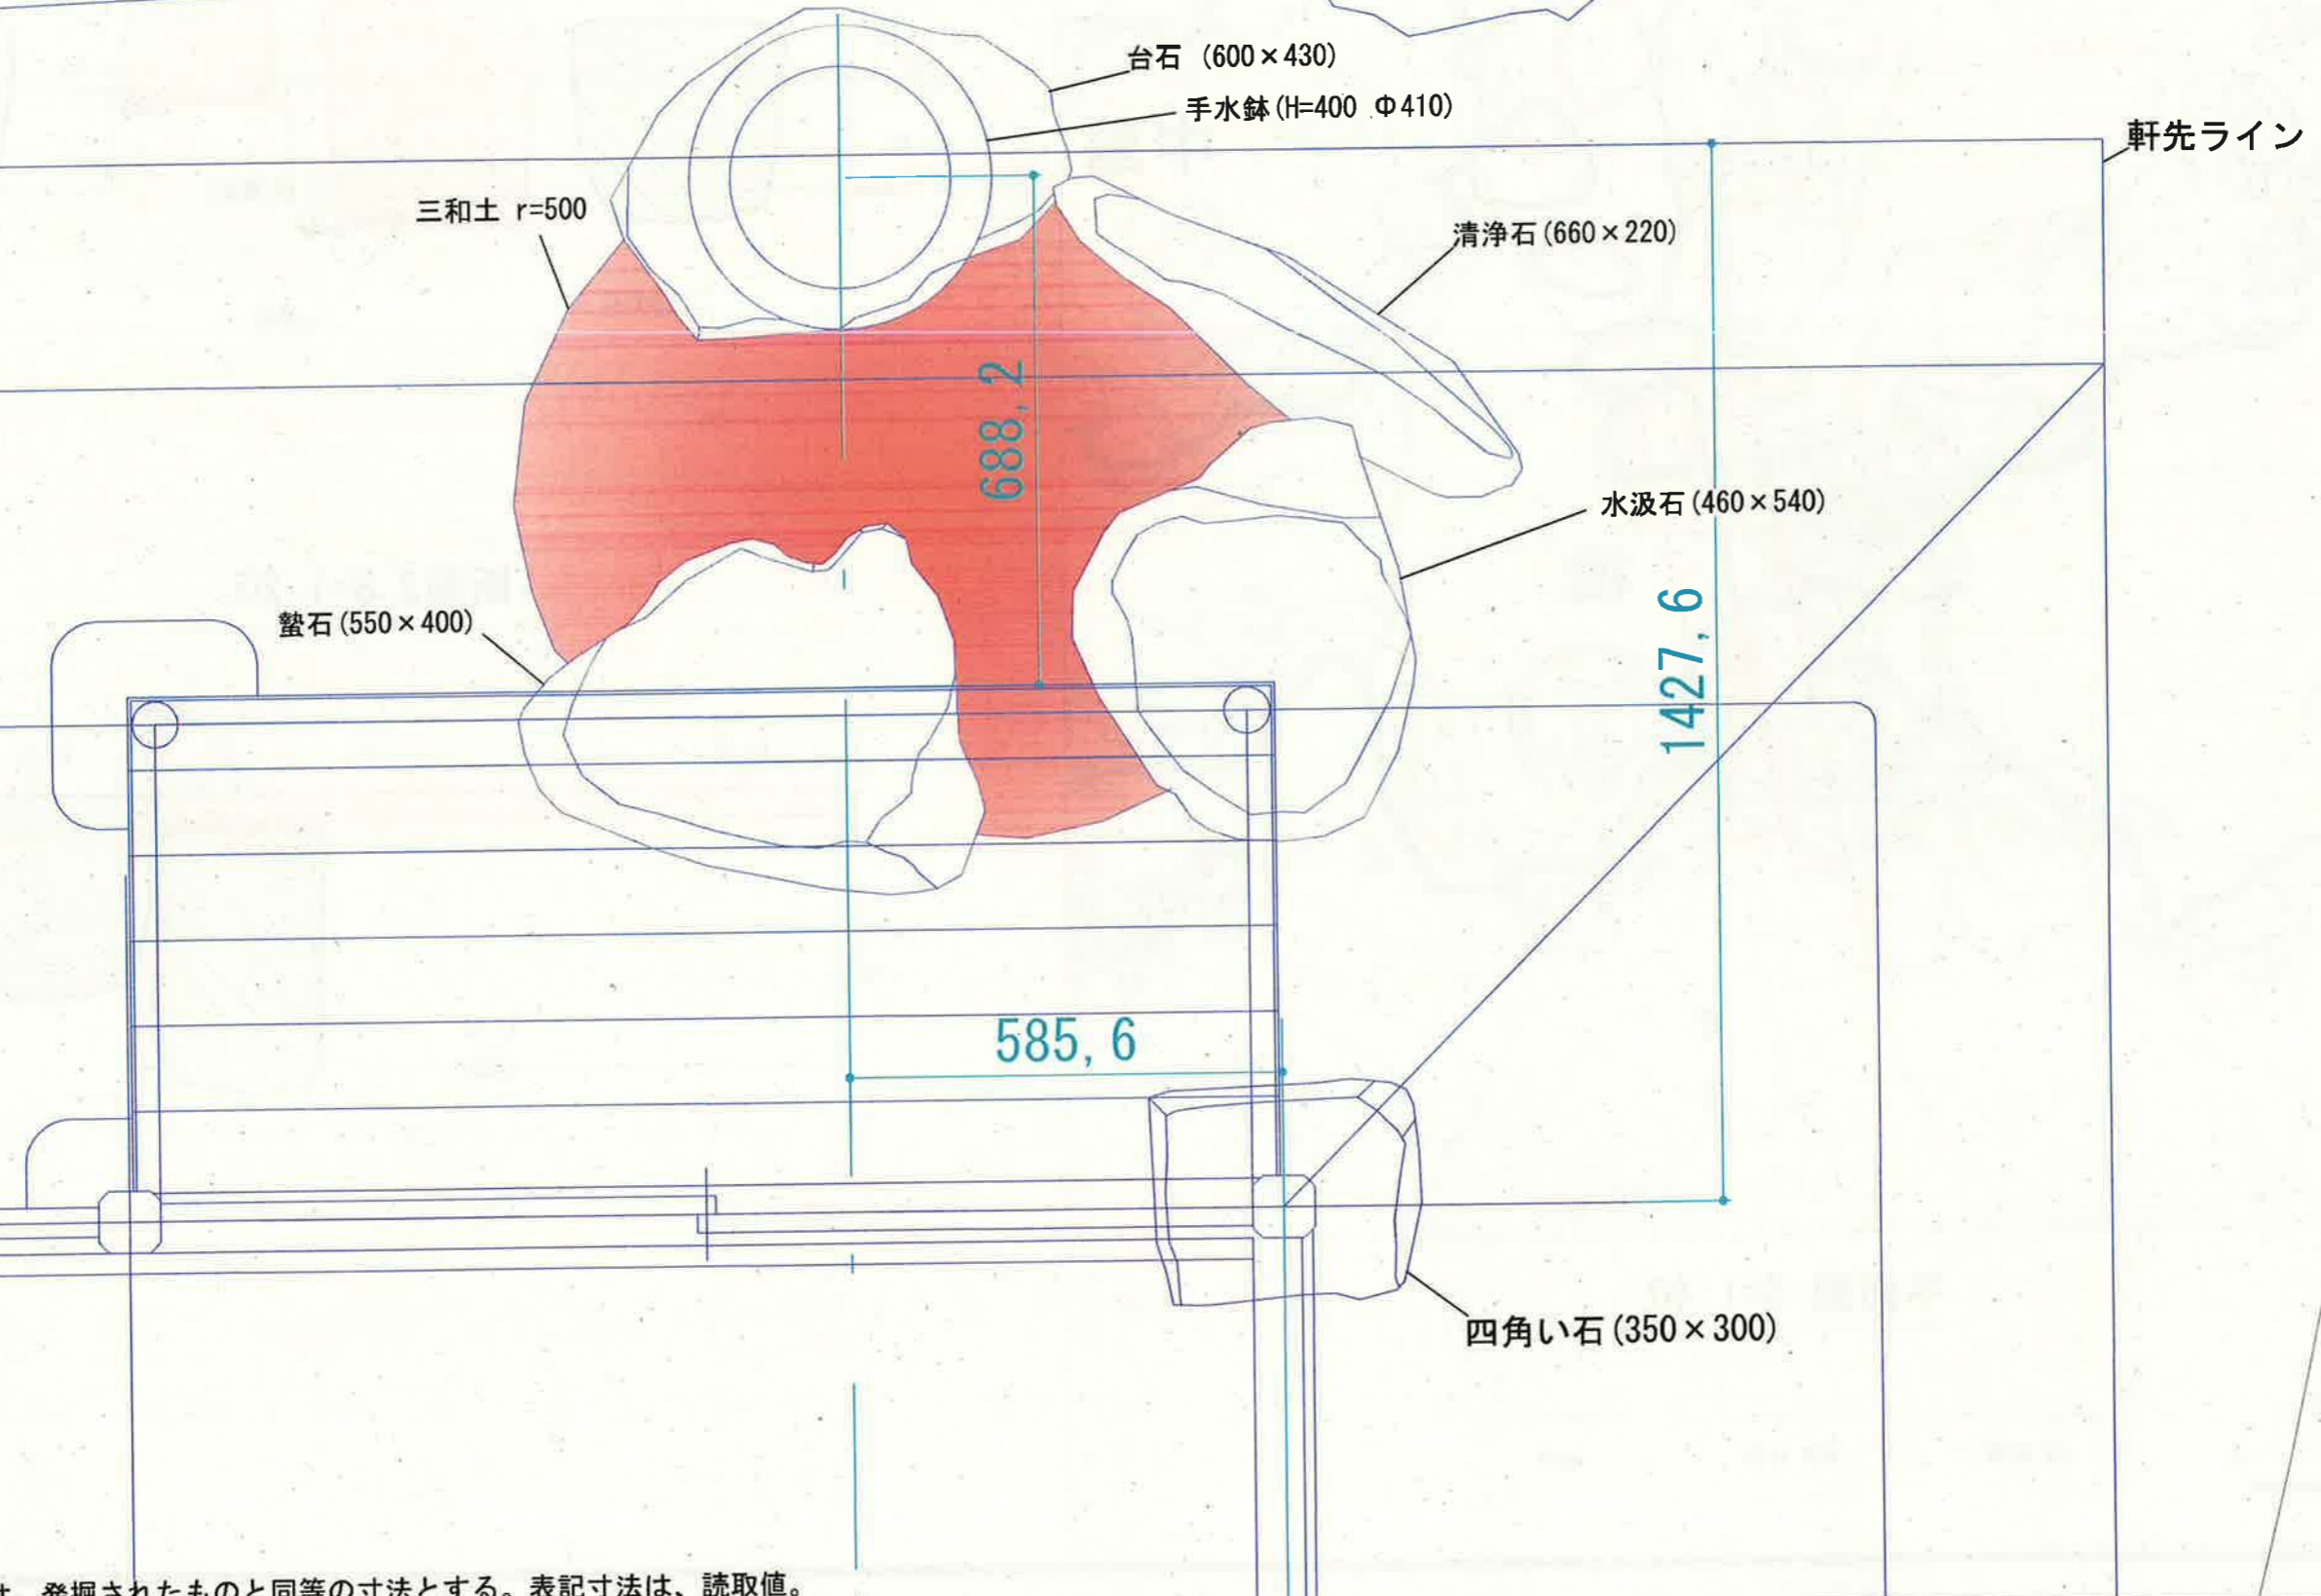 台石 (600×430)
手水鉢(H=400 Φ410)
軒先ライン
三和土 r=500
清浄石(660×220)
688,2
水汲石(460×540)
蟄石(550×400)
1427,6
585,6
四角い石(350×300)
発掘されたものと同等の寸法とする。表記寸法は、読取値。